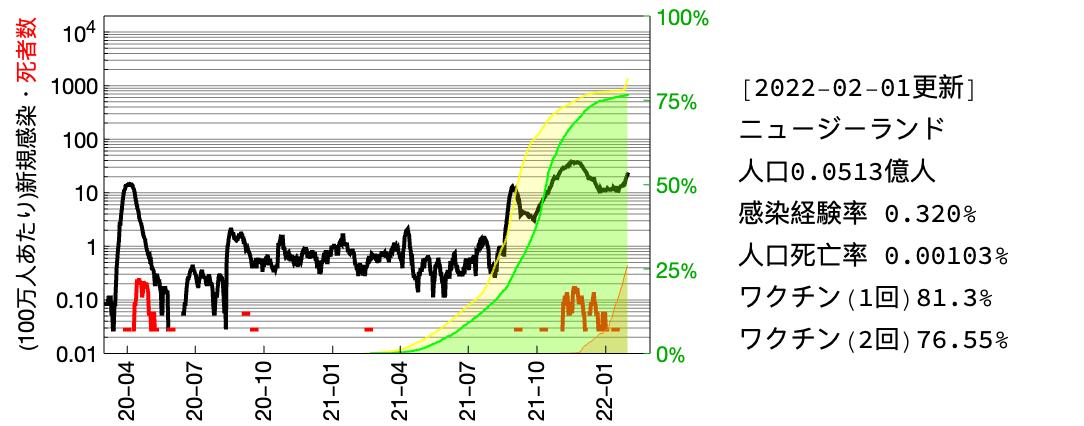 (100万人あたり)新規感染・死者数
10^4
1000
100
10
1
0.10
0.01
100%
75%
50%
25%
0%
20-04
20-07
20-10
21-01
21-04
21-07
21-10
22-01
[2022-02-01更新]
ニュージーランド
人口0.0513億人
感染経験率 0.320%
人口死亡率 0.00103%
ワクチン(1回)81.3%
ワクチン(2回)76.55%